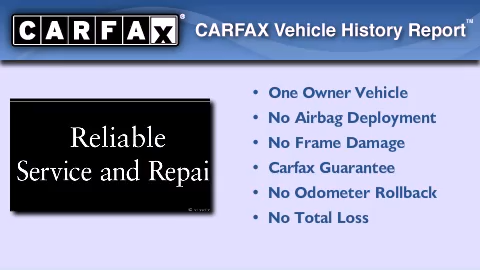 CARFAX ® CARFAX Vehicle History Report™
• One Owner Vehicle
• No Airbag Deployment
• No Frame Damage
• Carfax Guarantee
• No Odometer Rollback
• No Total Loss
Reliable
Service and Repai